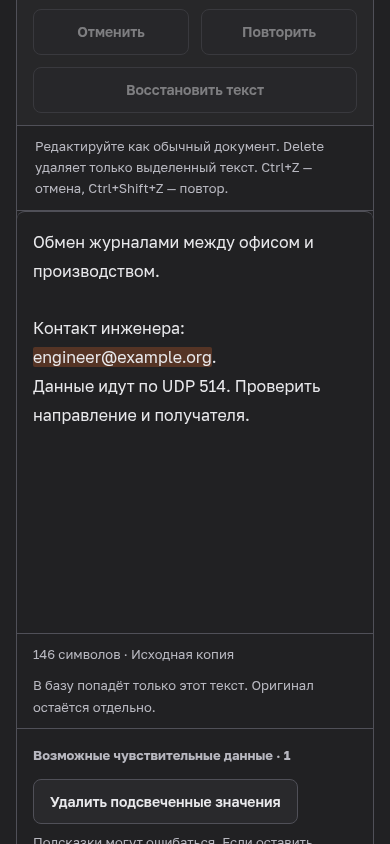 Отменить
Повторить
Восстановить текст
Редактируйте как обычный документ. Delete
удаляет только выделенный текст. Ctrl+Z —
отмена, Ctrl+Shift+Z — повтор.
Обмен журналами между офисом и
производством.
Контакт инженера:
engineer@example.org.
Данные идут по UDP 514. Проверить
направление и получателя.
146 символов · Исходная копия
В базу попадёт только этот текст. Оригинал
остаётся отдельно.
Возможные чувствительные данные · 1
Удалить подсвеченные значения
Подсказки могут ошибаться. Если оставить